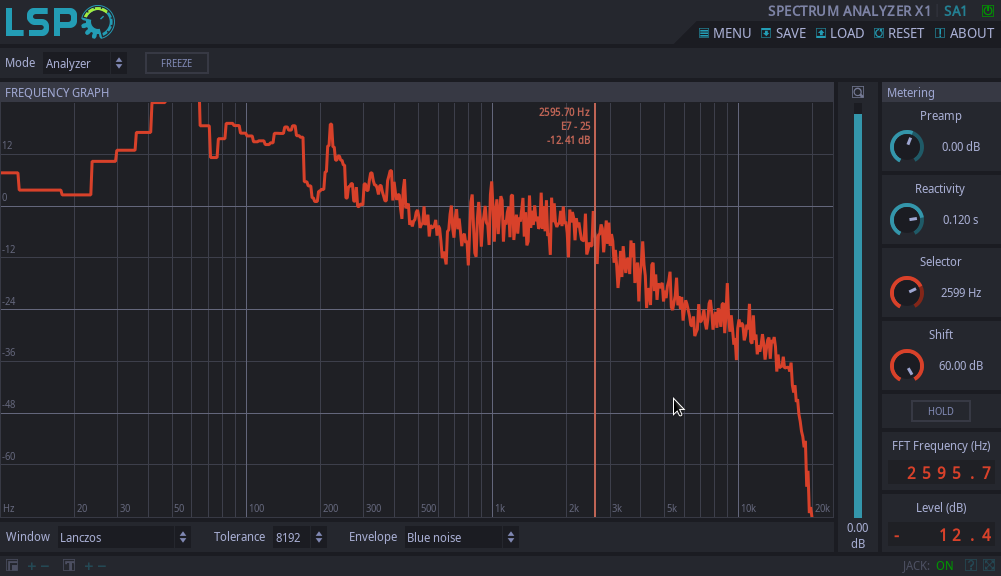 LSP
SPECTRUM ANALYZER X1 SA1
MENU SAVE LOAD RESET ABOUT
Mode Analyzer FREEZE
FREQUENCY GRAPH
Metering
2595.70 Hz
E7 - 25
-12.41 dB
Preamp
0.00 dB
Reactivity
0.120 s
Selector
2599 Hz
Shift
60.00 dB
HOLD
FFT Frequency (Hz)
2595.7
Level (dB)
- 12.4
12
0
-12
-24
-36
-48
-60
Hz 20 30 50 100 200 300 500 1k 2k 3k 5k 10k 20k
0.00
dB
Window Lanczos Tolerance 8192 Envelope Blue noise
JACK: ON